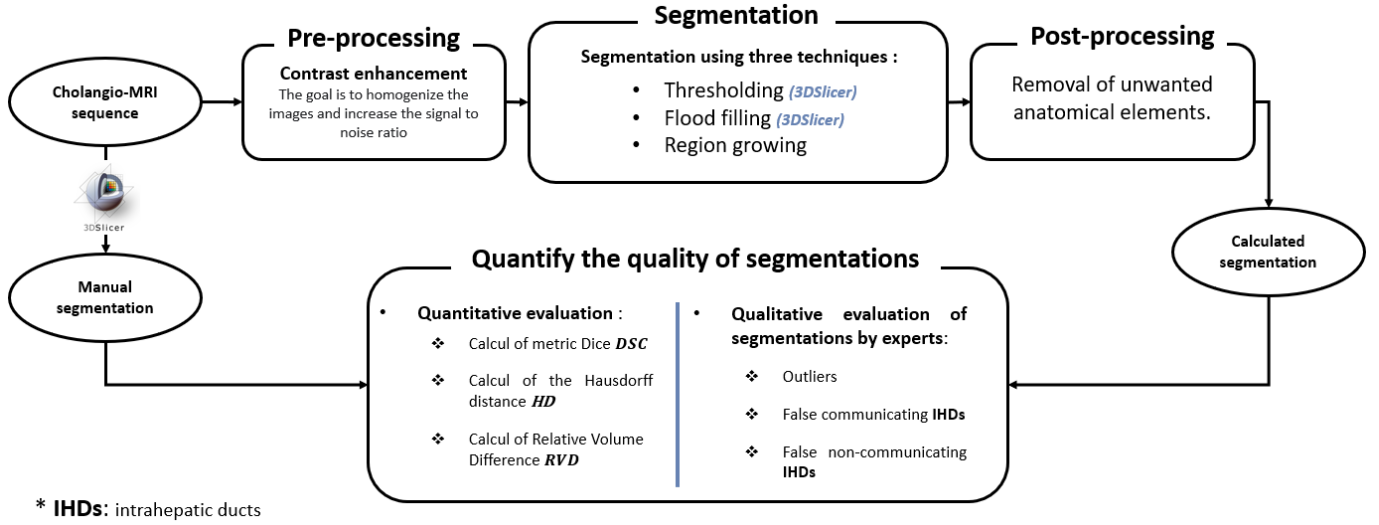 Pre-processing
Segmentation
Post-processing
Cholangio-MRI
sequence
Contrast enhancement
The goal is to homogenize the
images and increase the signal to
noise ratio
Segmentation using three techniques :
• Thresholding (3DSlicer)
• Flood filling (3DSlicer)
• Region growing
Removal of unwanted
anatomical elements.
3DSlicer
Manual
segmentation
Calculated
segmentation
Quantify the quality of segmentations
• Quantitative evaluation :
❖ Calcul of metric Dice DSC
❖ Calcul of the Hausdorff
distance HD
❖ Calcul of Relative Volume
Difference RVD
• Qualitative evaluation of
segmentations by experts:
❖ Outliers
❖ False communicating IHDs
❖ False non-communicating
IHDs
* IHDs: intrahepatic ducts